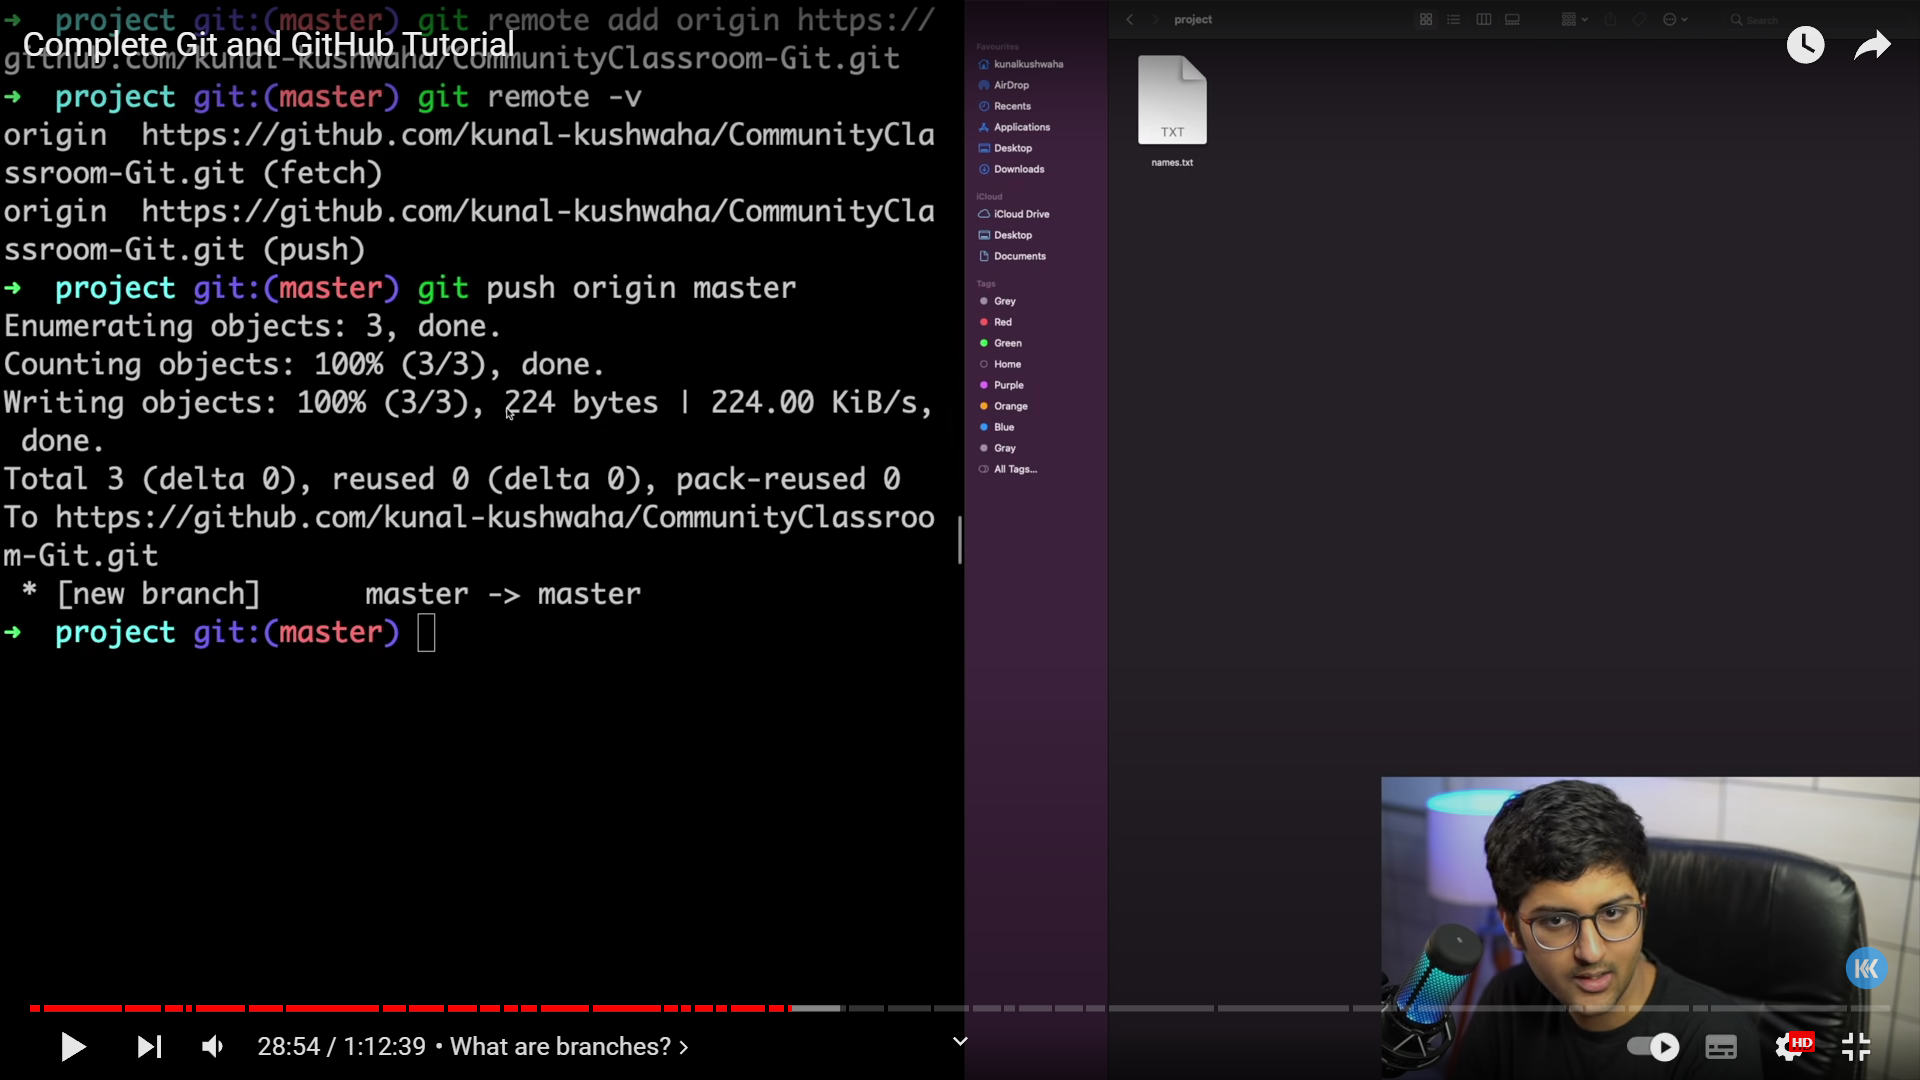 ➜ project git:(master) git remote add origin https://
Complete Git and GitHub Tutorial
github.com/kunal-kushwaha/CommunityClassroom-Git.git
➜ project git:(master) git remote -v
origin https://github.com/kunal-kushwaha/CommunityCla
ssroom-Git.git (fetch)
origin https://github.com/kunal-kushwaha/CommunityCla
ssroom-Git.git (push)
➜ project git:(master) git push origin master
Enumerating objects: 3, done.
Counting objects: 100% (3/3), done.
Writing objects: 100% (3/3), 224 bytes | 224.00 KiB/s,
done.
Total 3 (delta 0), reused 0 (delta 0), pack-reused 0
To https://github.com/kunal-kushwaha/CommunityClassroo
m-Git.git
* [new branch] master -> master
➜ project git:(master)
Favourites
kunalkushwaha
AirDrop
Recents
Applications
Desktop
Downloads
iCloud
iCloud Drive
Desktop
Documents
Tags
Grey
Red
Green
Home
Purple
Orange
Blue
Gray
All Tags...
project
Search
TXT
names.txt
KK
28:54 / 1:12:39 • What are branches? >
HD